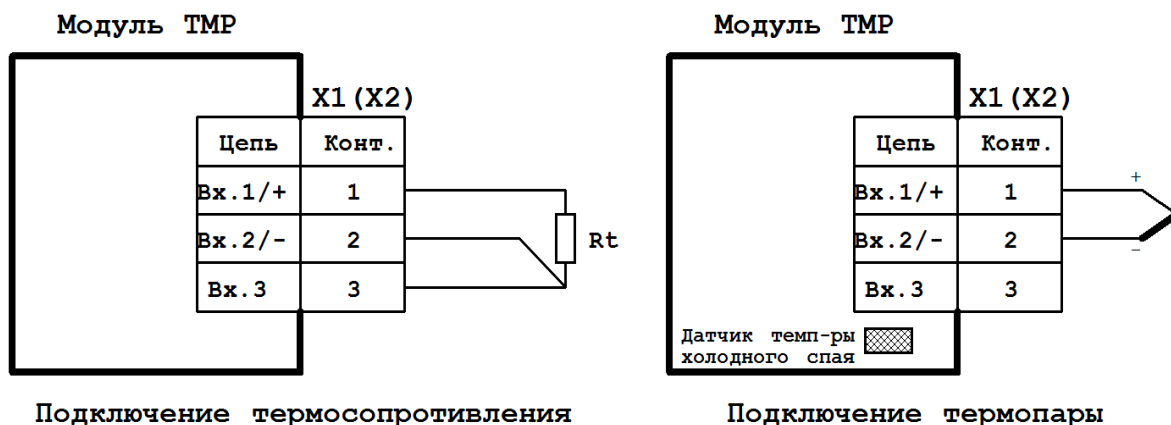 Модуль TMP
X1(X2)
Цепь Конт.
Вх.1/+ 1
Вх.2/- 2
Вх.3 3
Rt
Подключение термосопротивления
Модуль TMP
X1(X2)
Цепь Конт.
Вх.1/+ 1
Вх.2/- 2
Вх.3 3
+
-
Датчик темп-ры
холодного спая
Подключение термопары